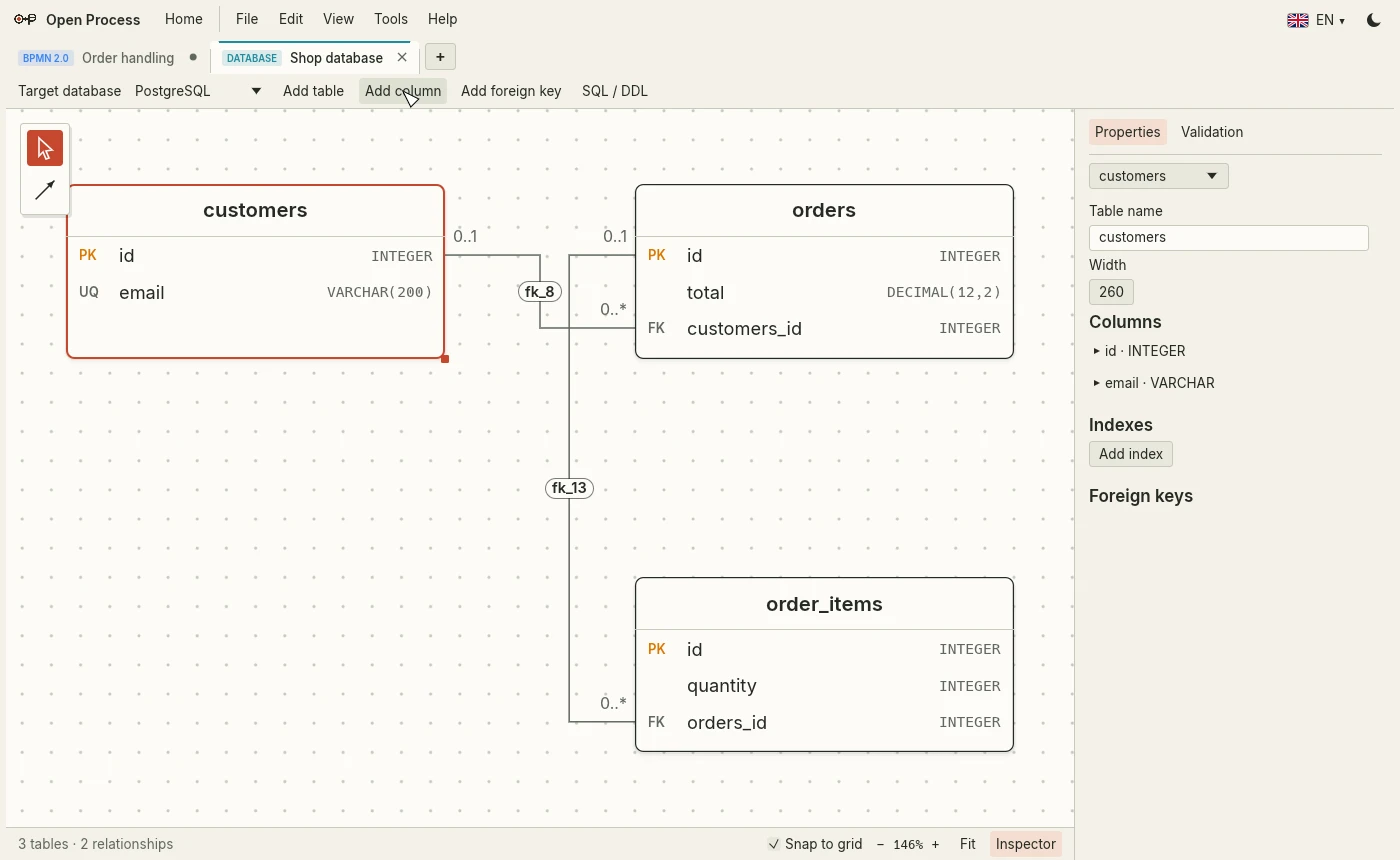 Open Process Home File Edit View Tools Help EN
BPMN 2.0 Order handling DATABASE Shop database +
Target database PostgreSQL Add table Add column Add foreign key SQL / DDL
Properties Validation
customers
Table name
customers
Width
260
Columns
id · INTEGER
email · VARCHAR
Indexes
Add index
Foreign keys
customers
PK id INTEGER
UQ email VARCHAR(200)
0..1
fk_8
0..1
0..*
orders
PK id INTEGER
total DECIMAL(12,2)
FK customers_id INTEGER
fk_13
0..*
order_items
PK id INTEGER
quantity INTEGER
FK orders_id INTEGER
3 tables · 2 relationships Snap to grid − 146% + Fit Inspector